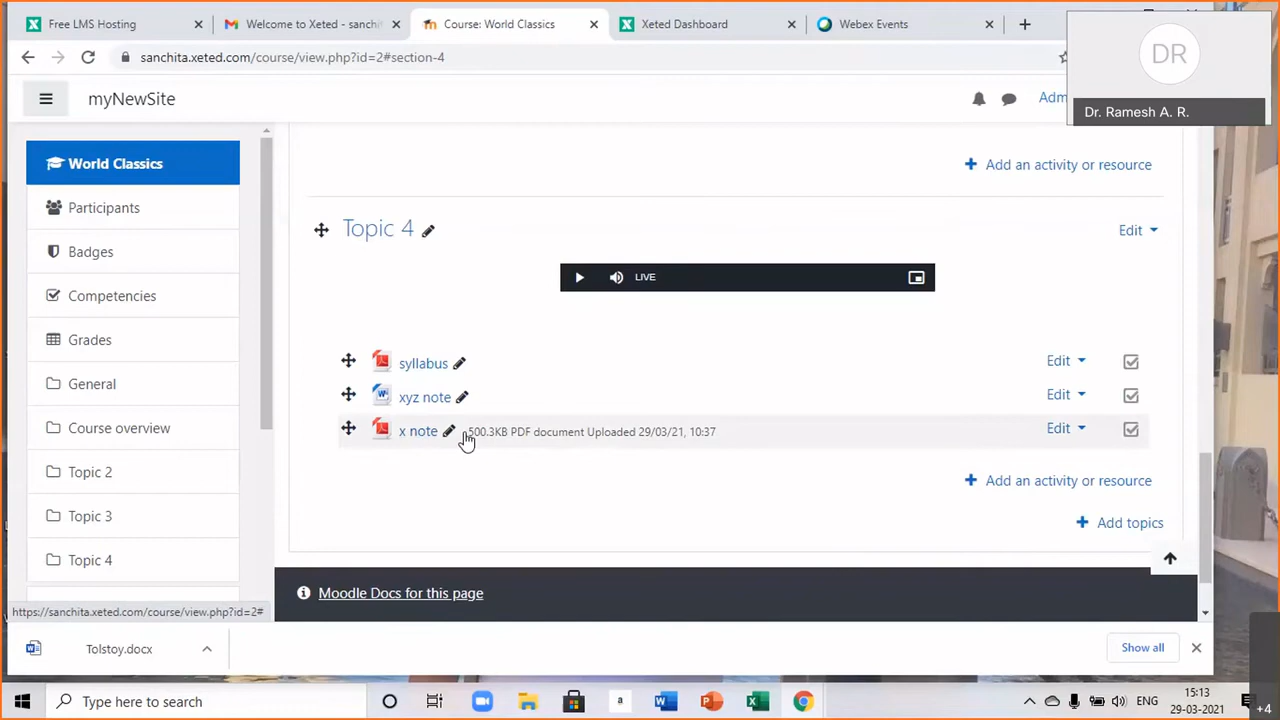 Free LMS Hosting
Welcome to Xeted - sanchit
Course: World Classics
Xeted Dashboard
Webex Events
sanchita.xeted.com/course/view.php?id=2#section-4
DR
Dr. Ramesh A. R.
myNewSite
Adm
World Classics
Participants
Badges
Competencies
Grades
General
Course overview
Topic 2
Topic 3
Topic 4
Add an activity or resource
Topic 4
Edit
LIVE
syllabus
Edit
xyz note
Edit
x note
500.3KB PDF document Uploaded 29/03/21, 10:37
Edit
Add an activity or resource
Add topics
Moodle Docs for this page
https://sanchita.xeted.com/course/view.php?id=2#
Tolstoy.docx
Show all
Type here to search
ENG
15:13
29-03-2021
+4